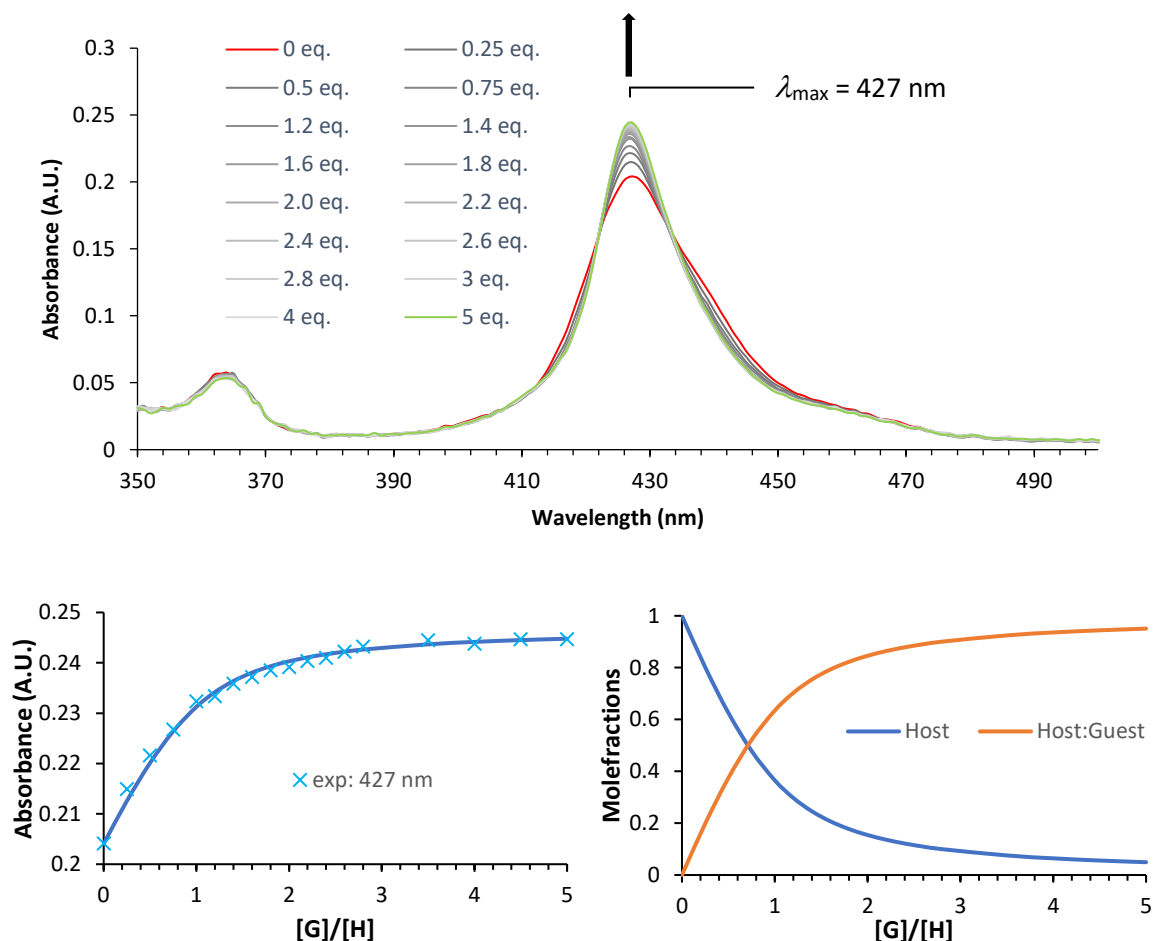 0 eq. 0.25 eq.
0.5 eq. 0.75 eq.
1.2 eq. 1.4 eq.
1.6 eq. 1.8 eq.
2.0 eq. 2.2 eq.
2.4 eq. 2.6 eq.
2.8 eq. 3 eq.
4 eq. 5 eq.
λmax = 427 nm
Absorbance (A.U.)
0.3
0.25
0.2
0.15
0.1
0.05
0
350 370 390 410 430 450 470 490
Wavelength (nm)
Absorbance (A.U.)
0.25
0.24
0.23
0.22
0.21
0.2
exp: 427 nm
0 1 2 3 4 5
[G]/[H]
Molefractions
1
0.8
0.6
0.4
0.2
0
Host Host:Guest
0 1 2 3 4 5
[G]/[H]